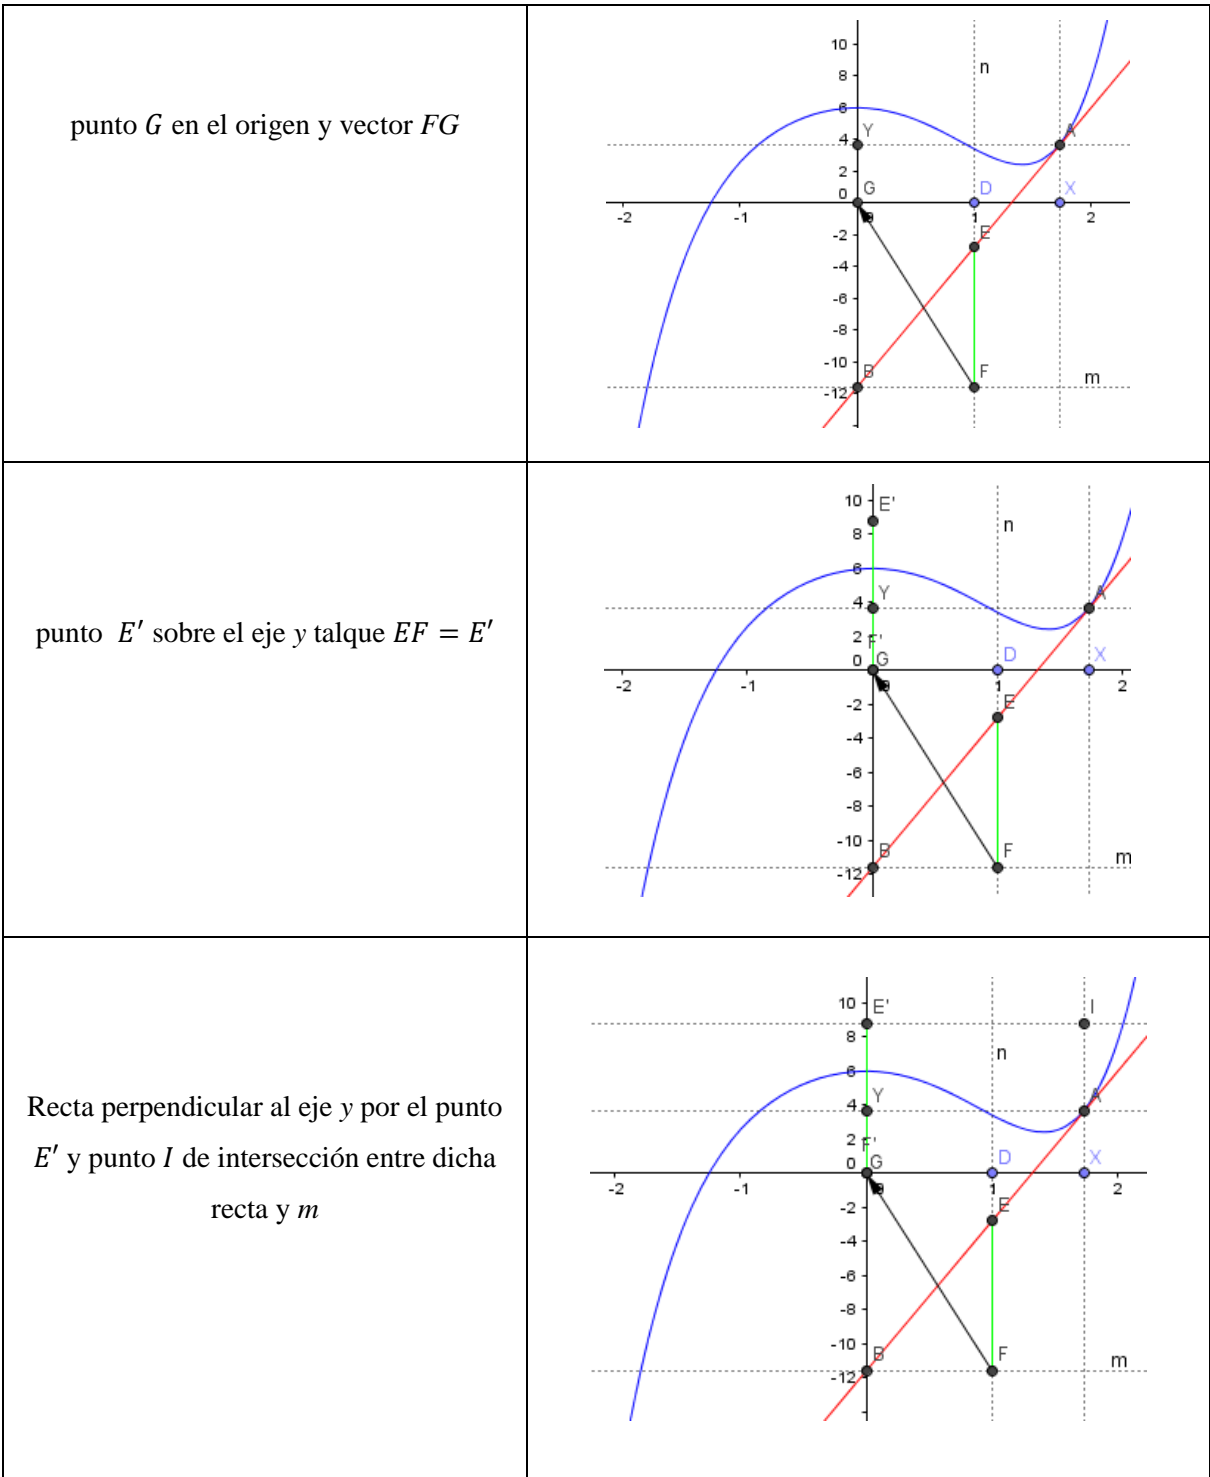 punto G en el origen y vector FG
10
8
n
6
Y
4
A
2
0
G
D
X
-2
-1
0
1
2
-2
E
-4
-6
-8
-10
B
F
m
-12
punto E′ sobre el eje y talque EF = E′
10
E'
n
8
6
Y
4
A
2
F'
0
G
D
X
-2
-1
0
1
2
E
-2
-4
-6
-8
-10
B
F
m
-12
Recta perpendicular al eje y por el punto
E′ y punto I de intersección entre dicha
recta y m
10
E'
I
8
n
6
Y
4
A
2
F'
0
G
D
X
-2
-1
0
1
2
-2
E
-4
-6
-8
-10
B
F
m
-12